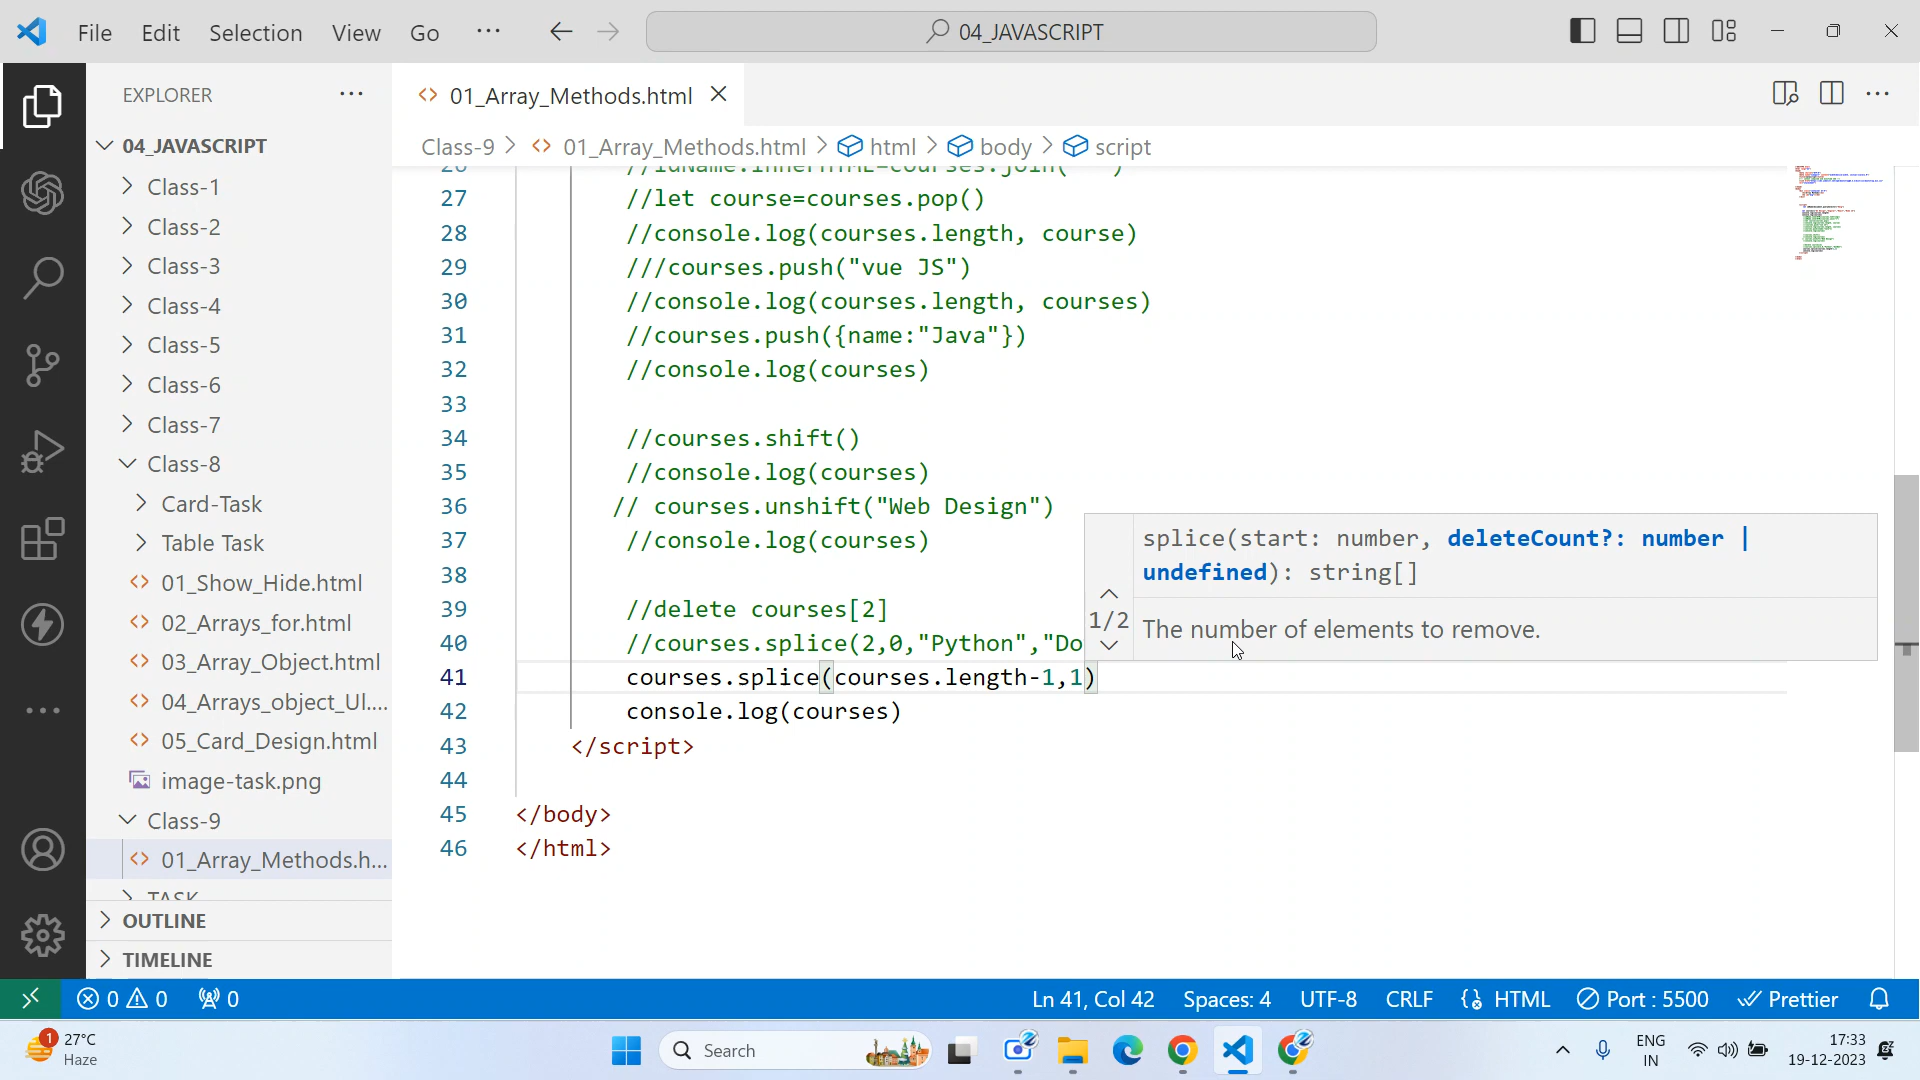 File Edit Selection View Go ··· 04_JAVASCRIPT
EXPLORER ···
04_JAVASCRIPT
Class-1
Class-2
Class-3
Class-4
Class-5
Class-6
Class-7
Class-8
Card-Task
Table Task
01_Show_Hide.html
02_Arrays_for.html
03_Array_Object.html
04_Arrays_object_Ul....
05_Card_Design.html
image-task.png
Class-9
01_Array_Methods.h...
TASK
OUTLINE
TIMELINE
01_Array_Methods.html
Class-9 > 01_Array_Methods.html > html > body > script
26 //idName.innerHTML=courses.join(" ")
27 //let course=courses.pop()
28 //console.log(courses.length, course)
29 ///courses.push("vue JS")
30 //console.log(courses.length, courses)
31 //courses.push({name:"Java"})
32 //console.log(courses)
33
34 //courses.shift()
35 //console.log(courses)
36 // courses.unshift("Web Design")
37 //console.log(courses)
38
39 //delete courses[2]
40 //courses.splice(2,0,"Python","Do
41 courses.splice(courses.length-1,1)
42 console.log(courses)
43 </script>
44
45 </body>
46 </html>
splice(start: number, deleteCount?: number |
undefined): string[]
1/2
The number of elements to remove.
0 0 0 Ln 41, Col 42 Spaces: 4 UTF-8 CRLF HTML Port : 5500 Prettier
1 27°C
Haze
Search
ENG
IN
17:33
19-12-2023